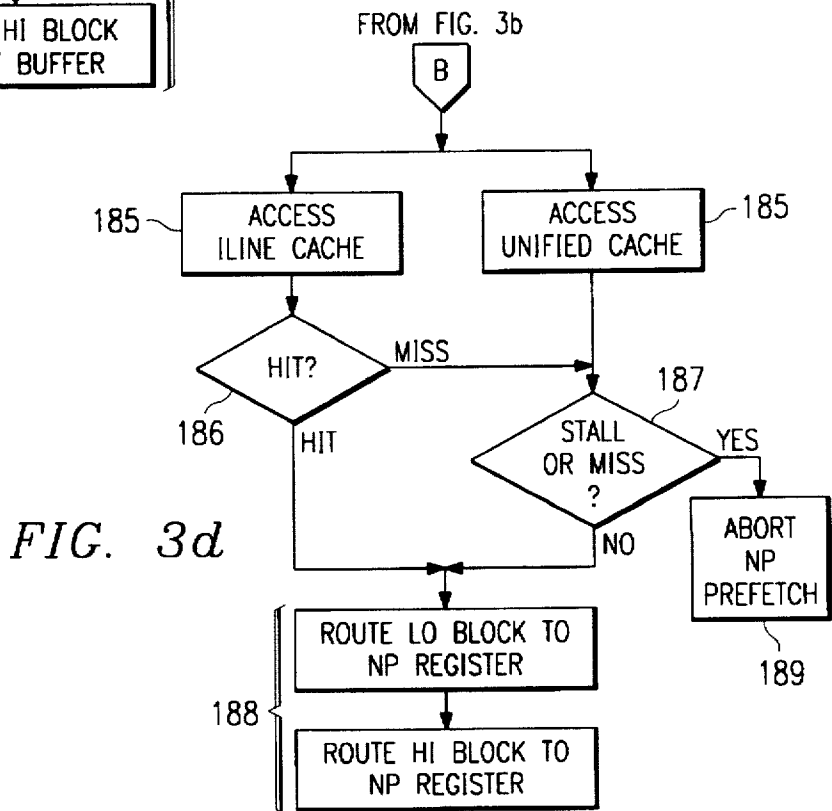 HI BLOCK
BUFFER
FROM FIG. 3b
B
185
ACCESS
ILINE CACHE
ACCESS
UNIFIED CACHE
185
HIT?
MISS
186
HIT
187
STALL
OR MISS
?
YES
NO
ABORT
NP
PREFETCH
189
FIG. 3d
188
ROUTE LO BLOCK TO
NP REGISTER
ROUTE HI BLOCK TO
NP REGISTER